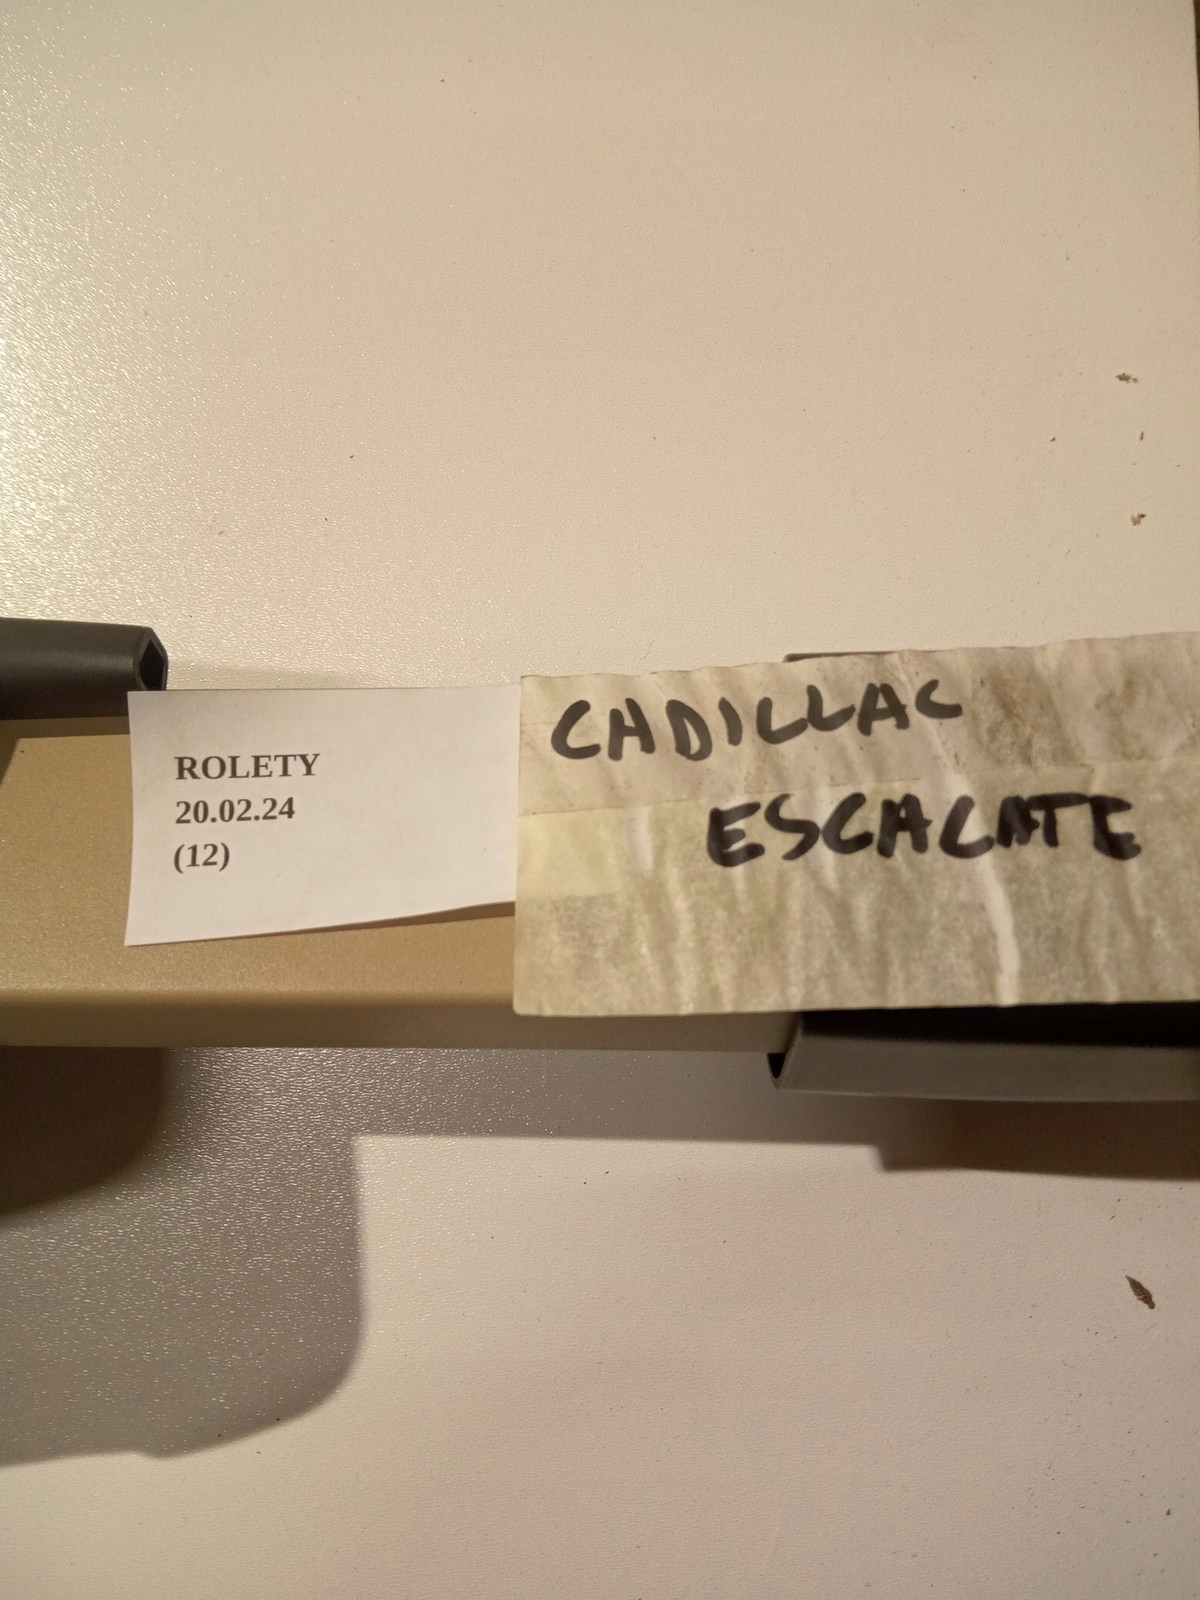 ROLETY
20.02.24
(12)
CADILLAC
ESCALATE